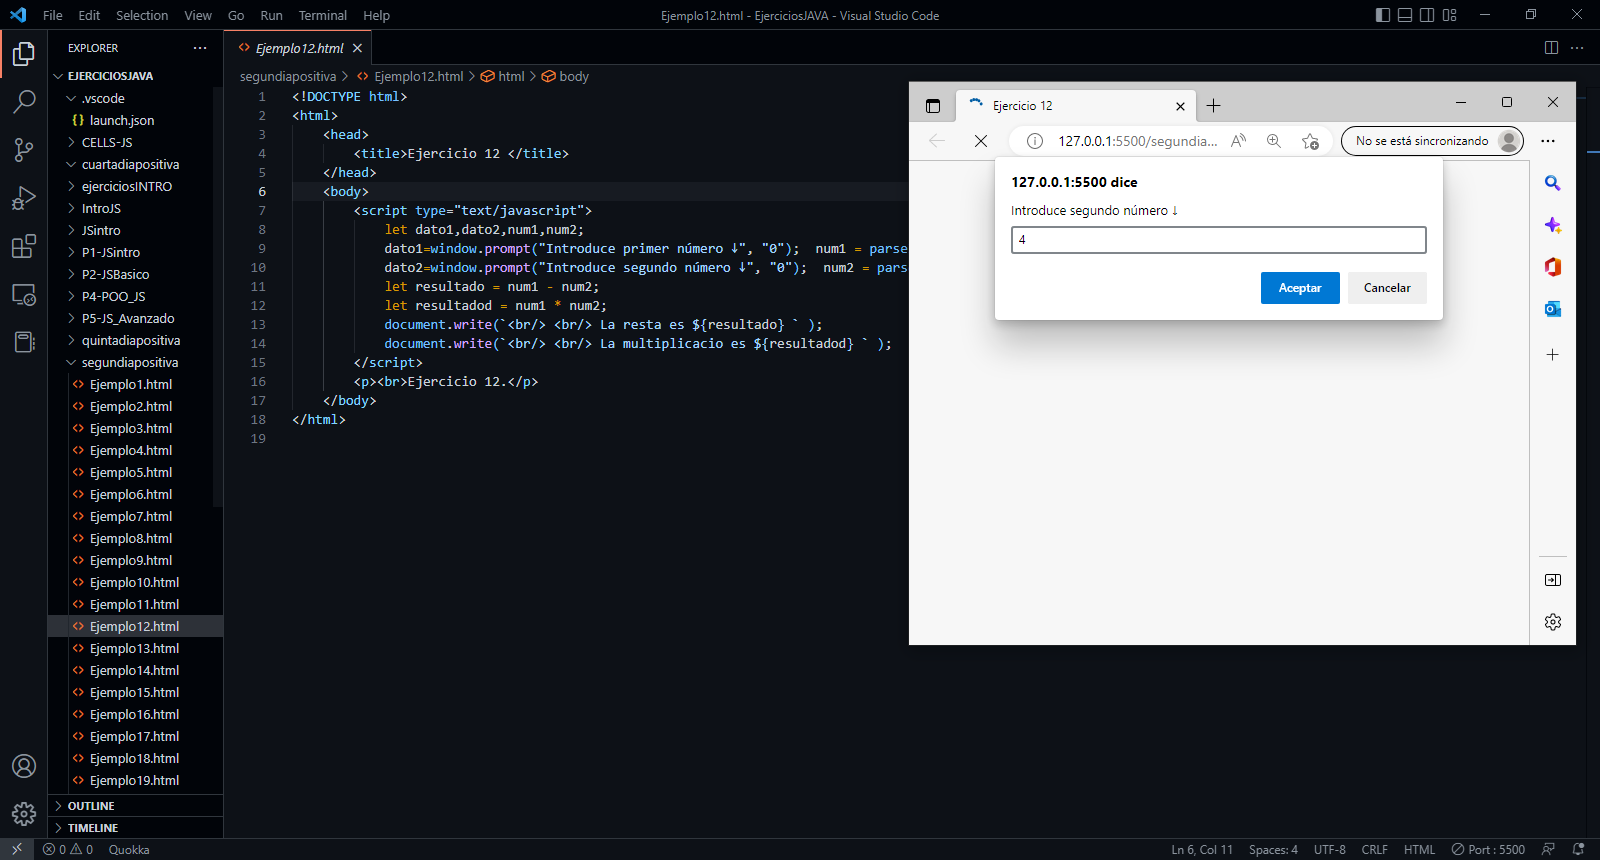 File Edit Selection View Go Run Terminal Help
Ejemplo12.html - EjerciciosJAVA - Visual Studio Code
EXPLORER
EJERCICIOSJAVA
.vscode
{} launch.json
CELLS-JS
cuartadiapositiva
ejerciciosINTRO
IntroJS
JSintro
P1-JSintro
P2-JSBasico
P4-POO_JS
P5-JS_Avanzado
quintadiapositiva
segundiapositiva
Ejemplo1.html
Ejemplo2.html
Ejemplo3.html
Ejemplo4.html
Ejemplo5.html
Ejemplo6.html
Ejemplo7.html
Ejemplo8.html
Ejemplo9.html
Ejemplo10.html
Ejemplo11.html
Ejemplo12.html
Ejemplo13.html
Ejemplo14.html
Ejemplo15.html
Ejemplo16.html
Ejemplo17.html
Ejemplo18.html
Ejemplo19.html
OUTLINE
TIMELINE
Ejemplo12.html
segundiapositiva > Ejemplo12.html > html > body
1 <!DOCTYPE html>
2 <html>
3 <head>
4 <title>Ejercicio 12 </title>
5 </head>
6 <body>
7 <script type="text/javascript">
8 let dato1,dato2,num1,num2;
9 dato1=window.prompt("Introduce primer número ↓", "0"); num1 = parse
10 dato2=window.prompt("Introduce segundo número ↓", "0"); num2 = pars
11 let resultado = num1 - num2;
12 let resultadod = num1 * num2;
13 document.write(`<br/> <br/> La resta es ${resultado} ` );
14 document.write(`<br/> <br/> La multiplicacio es ${resultadod} ` );
15 </script>
16 <p><br>Ejercicio 12.</p>
17 </body>
18 </html>
19
Ejercicio 12
127.0.0.1:5500/segundia...
No se está sincronizando
127.0.0.1:5500 dice
Introduce segundo número ↓
4
Aceptar Cancelar
0 0 Quokka
Ln 6, Col 11 Spaces: 4 UTF-8 CRLF HTML Port : 5500